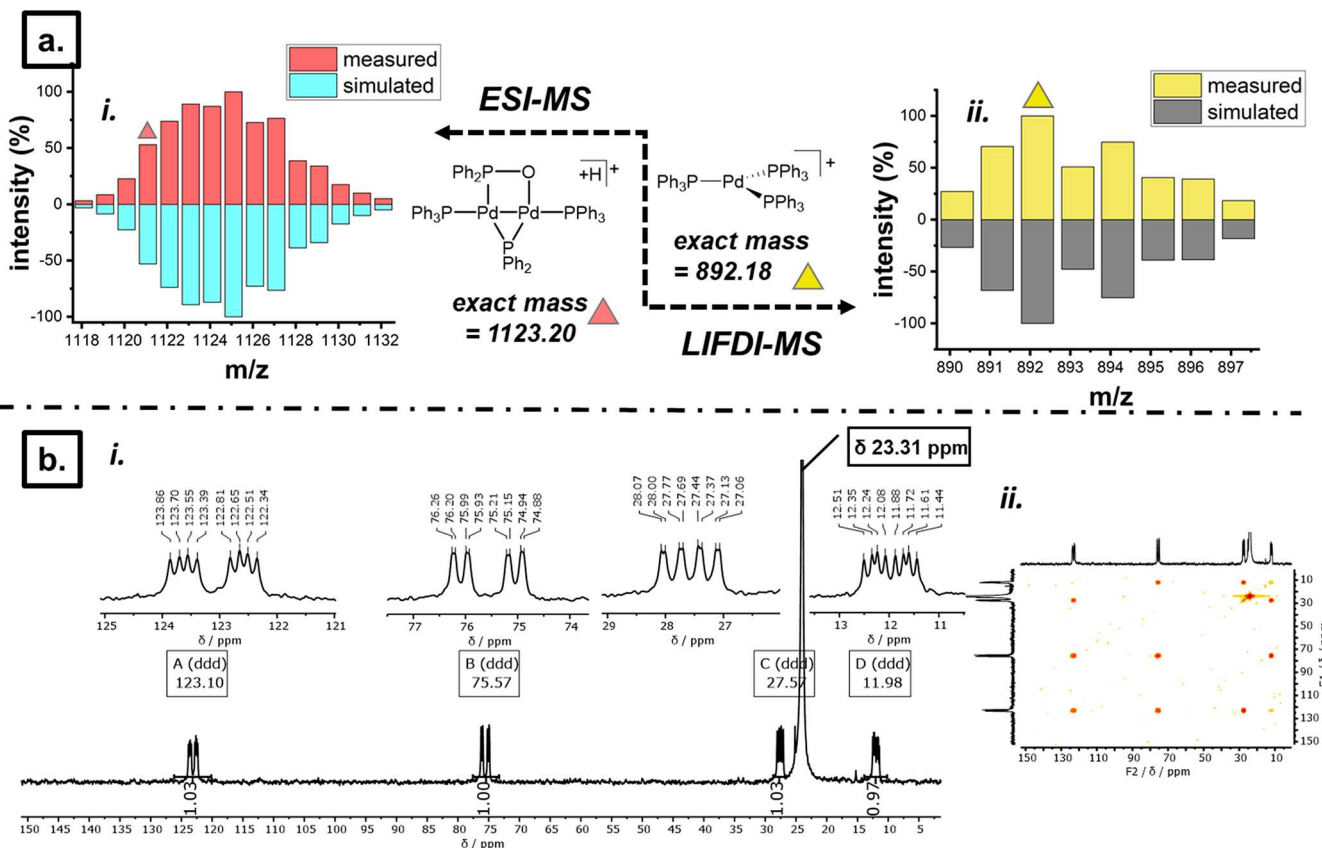 a.
i.
measured
simulated
intensity (%)
100
50
0
-50
-100
1118 1120 1122 1124 1126 1128 1130 1132
m/z
ESI-MS
Ph₂P O
+H +
Ph₃P Pd Pd PPh₃
P
Ph₂
exact mass
= 1123.20
+
Ph₃P Pd PPh₃
PPh₃
exact mass
= 892.18
LIFDI-MS
ii.
measured
simulated
intensity (%)
100
50
0
-50
-100
890 891 892 893 894 895 896 897
m/z
b.
i.
δ 23.31 ppm
123.86 123.70 123.55 123.39 122.81 122.65 122.51 122.34
125 124 123 122 121
δ / ppm
A (ddd)
123.10
76.26 76.20 75.99 75.93 75.21 75.15 74.94 74.88
77 76 75 74
δ / ppm
B (ddd)
75.57
28.07 28.00 27.77 27.69 27.44 27.37 27.13 27.06
29 28 27
δ / ppm
C (ddd)
27.57
12.51 12.35 12.24 12.08 11.88 11.72 11.61 11.44
13 12 11
δ / ppm
D (ddd)
11.98
1.03 1.00 1.03 0.97
150 145 140 135 130 125 120 115 110 105 100 95 90 85 80 75 70 65 60 55 50 45 40 35 30 25 20 15 10 5
δ / ppm
ii.
10
30
50
70
90
110
130
150
F1 / δ / ppm
150 130 110 90 70 50 30 10
F2 / δ / ppm